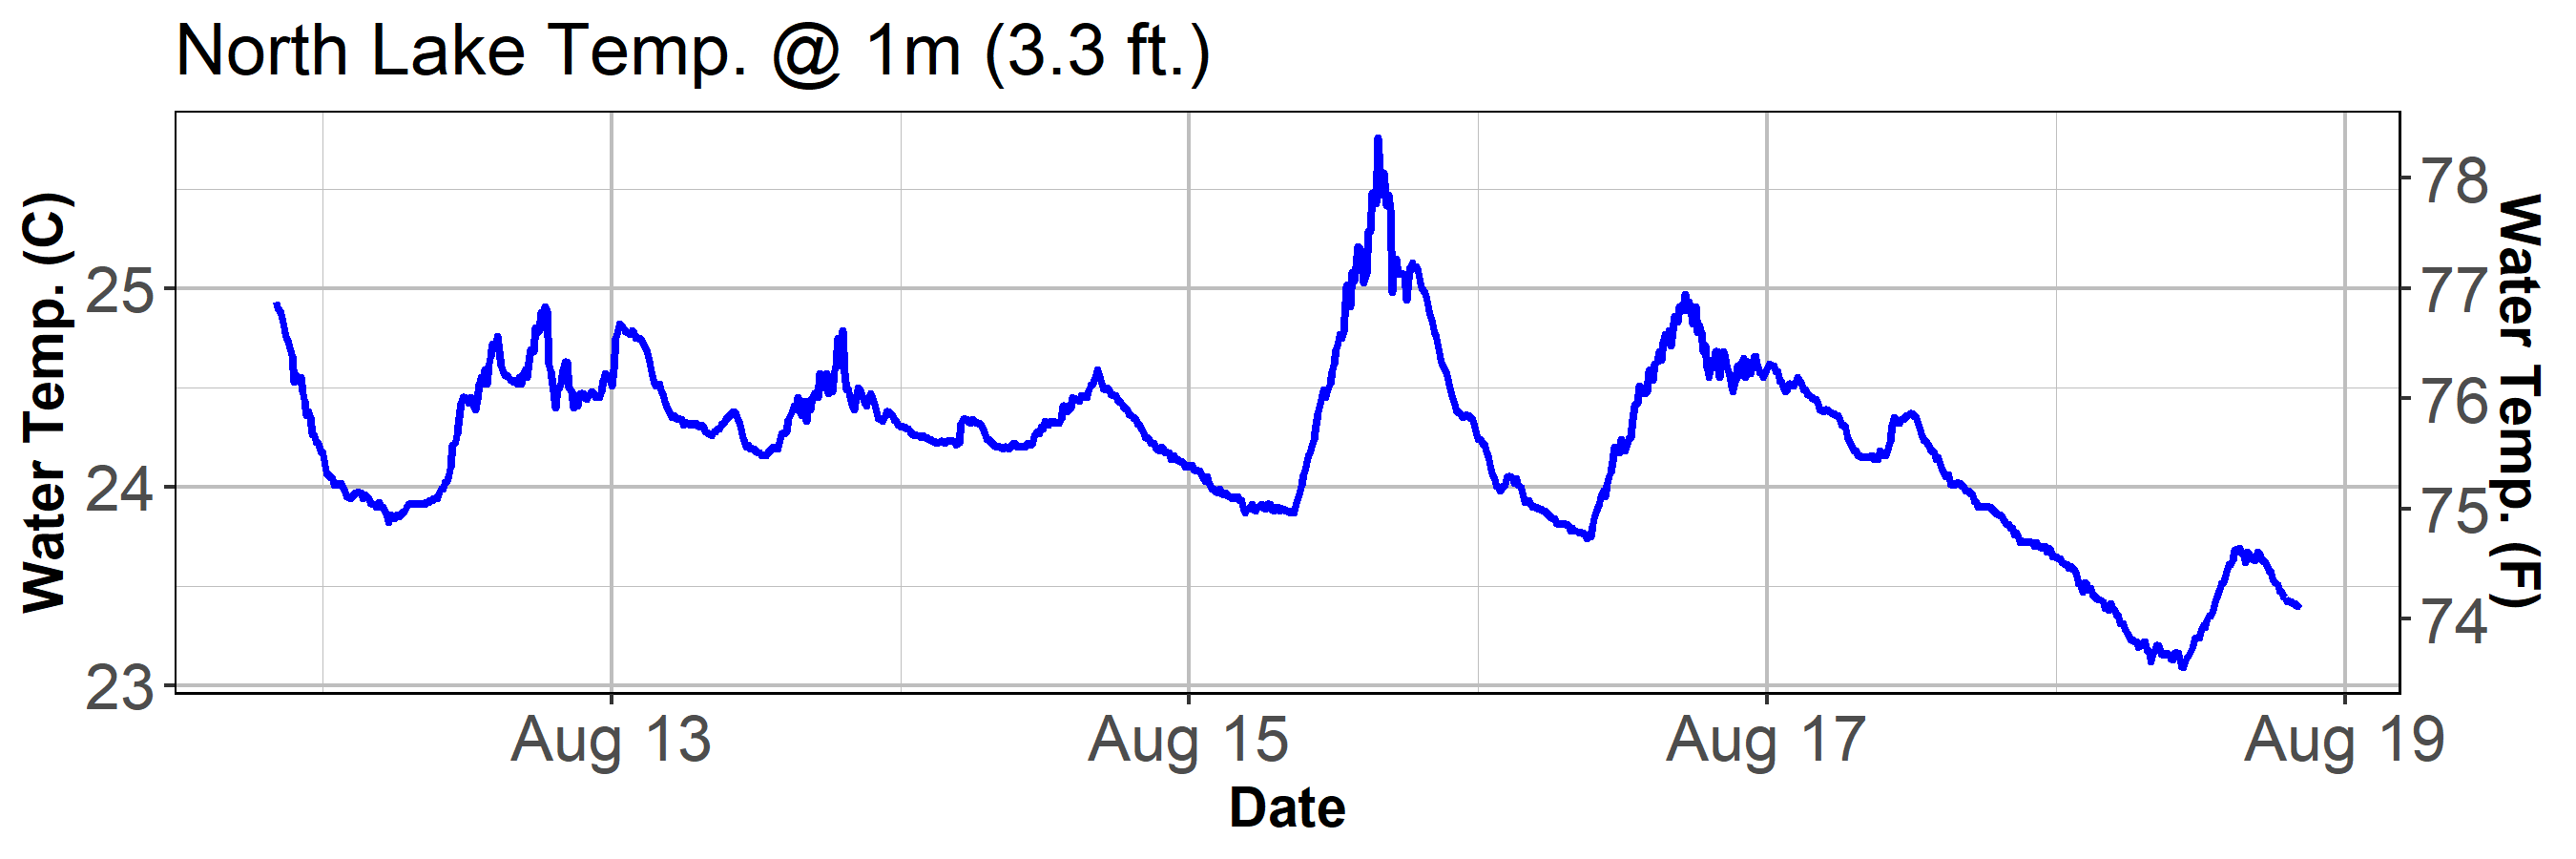 North Lake Temp. @ 1m (3.3 ft.)
Water Temp. (C)
25
24
23
78
77
76
75
74
Water Temp. (F)
Aug 13
Aug 15
Aug 17
Aug 19
Date